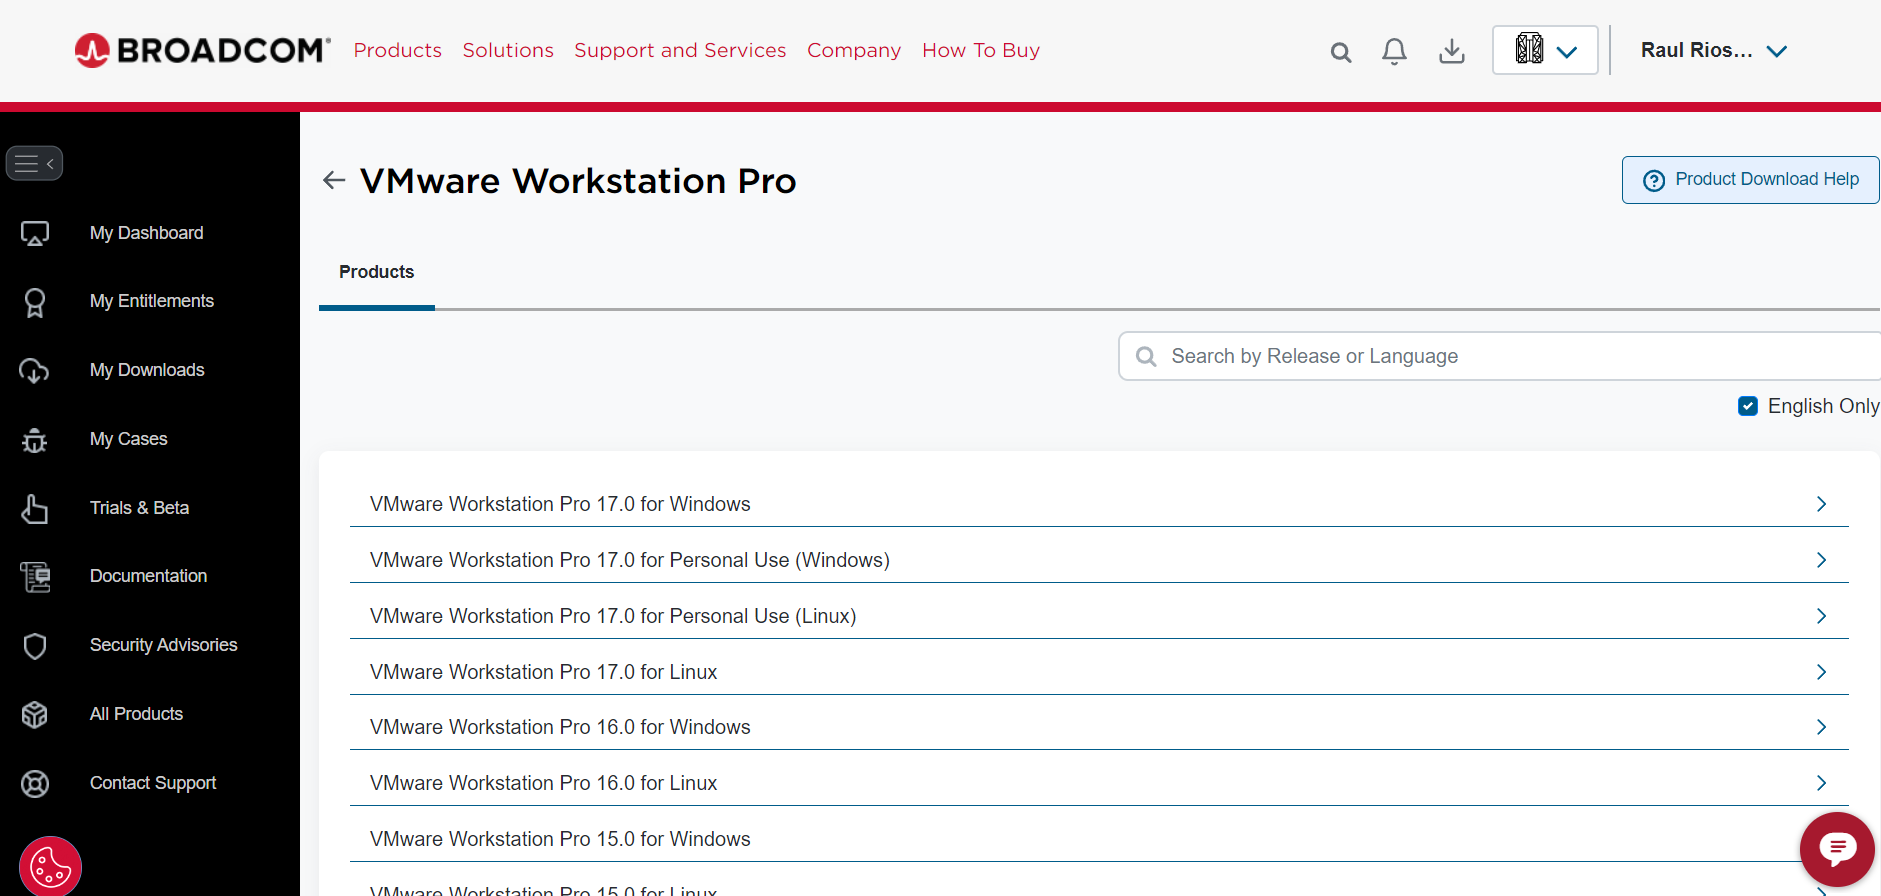 BROADCOM®
Products Solutions Support and Services Company How To Buy
Raul Rios...
VMware Workstation Pro
Product Download Help
My Dashboard
My Entitlements
My Downloads
My Cases
Trials & Beta
Documentation
Security Advisories
All Products
Contact Support
Products
Search by Release or Language
English Only
VMware Workstation Pro 17.0 for Windows
VMware Workstation Pro 17.0 for Personal Use (Windows)
VMware Workstation Pro 17.0 for Personal Use (Linux)
VMware Workstation Pro 17.0 for Linux
VMware Workstation Pro 16.0 for Windows
VMware Workstation Pro 16.0 for Linux
VMware Workstation Pro 15.0 for Windows
VMware Workstation Pro 15.0 for Linux